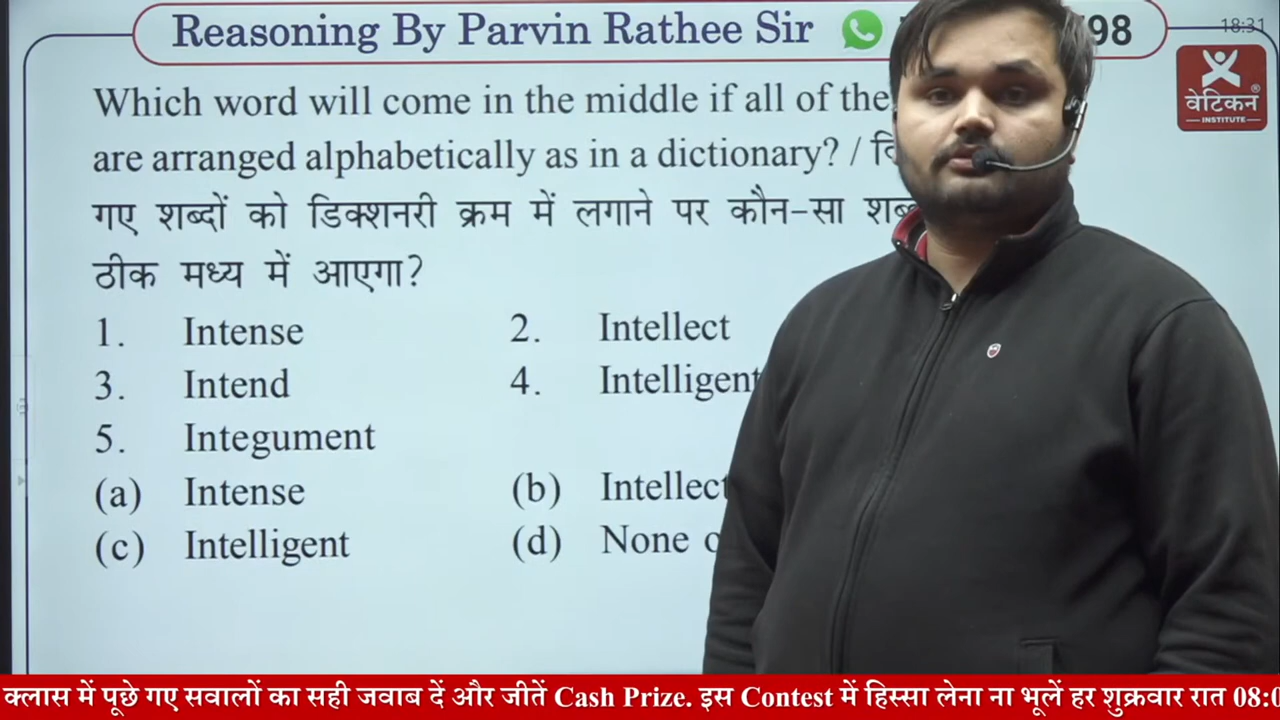 Reasoning By Parvin Rathee Sir 98
18:31
वेटिकन
INSTITUTE
Which word will come in the middle if all of the
are arranged alphabetically as in a dictionary? /
गए शब्दों को डिक्शनरी क्रम में लगाने पर कौन-सा
ठीक मध्य में आएगा?
1. Intense 2. Intellect
3. Intend 4. Intelligent
5. Integument
(a) Intense (b) Intellect
(c) Intelligent (d) None
क्लास में पूछे गए सवालों का सही जवाब दें और जीतें Cash Prize. इस Contest में हिस्सा लेना ना भूलें हर शुक्रवार रात